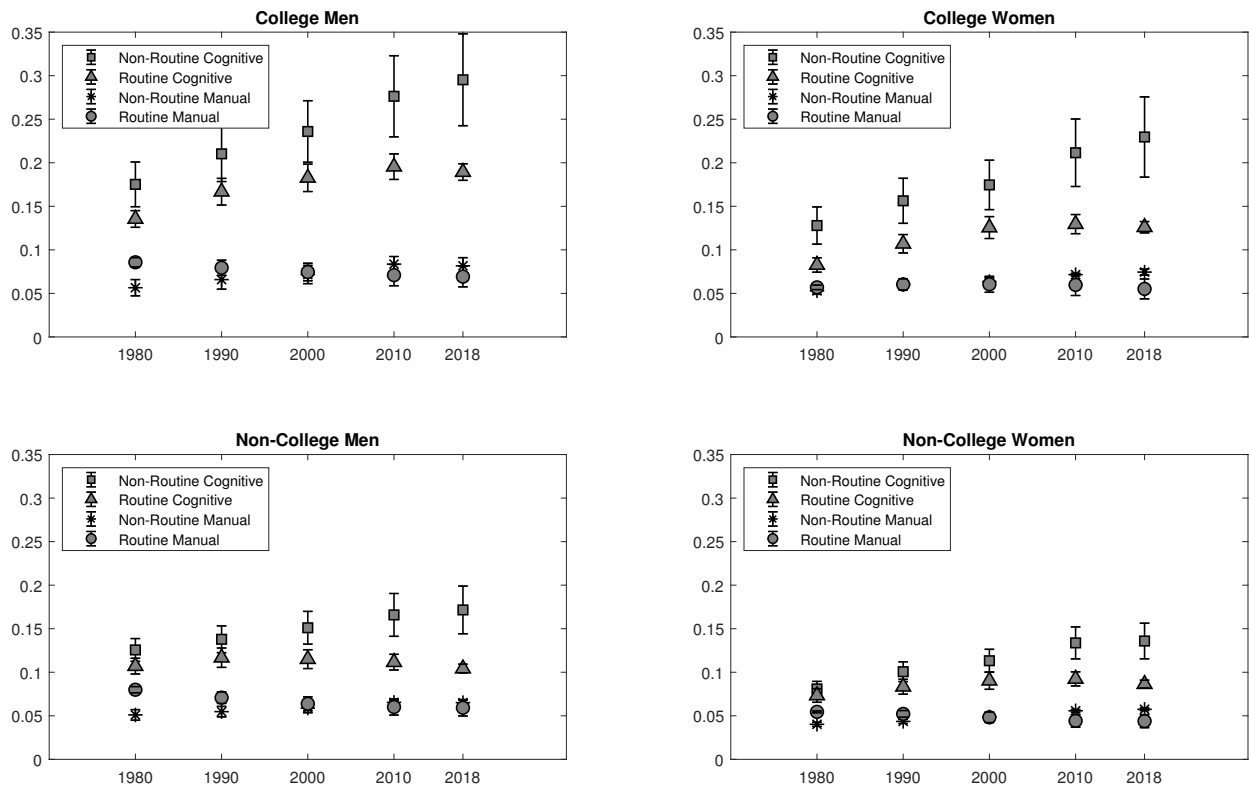 College Men
0.35
0.3
0.25
0.2
0.15
0.1
0.05
0
Non-Routine Cognitive
Routine Cognitive
Non-Routine Manual
Routine Manual
1980 1990 2000 2010 2018
College Women
0.35
0.3
0.25
0.2
0.15
0.1
0.05
0
Non-Routine Cognitive
Routine Cognitive
Non-Routine Manual
Routine Manual
1980 1990 2000 2010 2018
Non-College Men
0.35
0.3
0.25
0.2
0.15
0.1
0.05
0
Non-Routine Cognitive
Routine Cognitive
Non-Routine Manual
Routine Manual
1980 1990 2000 2010 2018
Non-College Women
0.35
0.3
0.25
0.2
0.15
0.1
0.05
0
Non-Routine Cognitive
Routine Cognitive
Non-Routine Manual
Routine Manual
1980 1990 2000 2010 2018